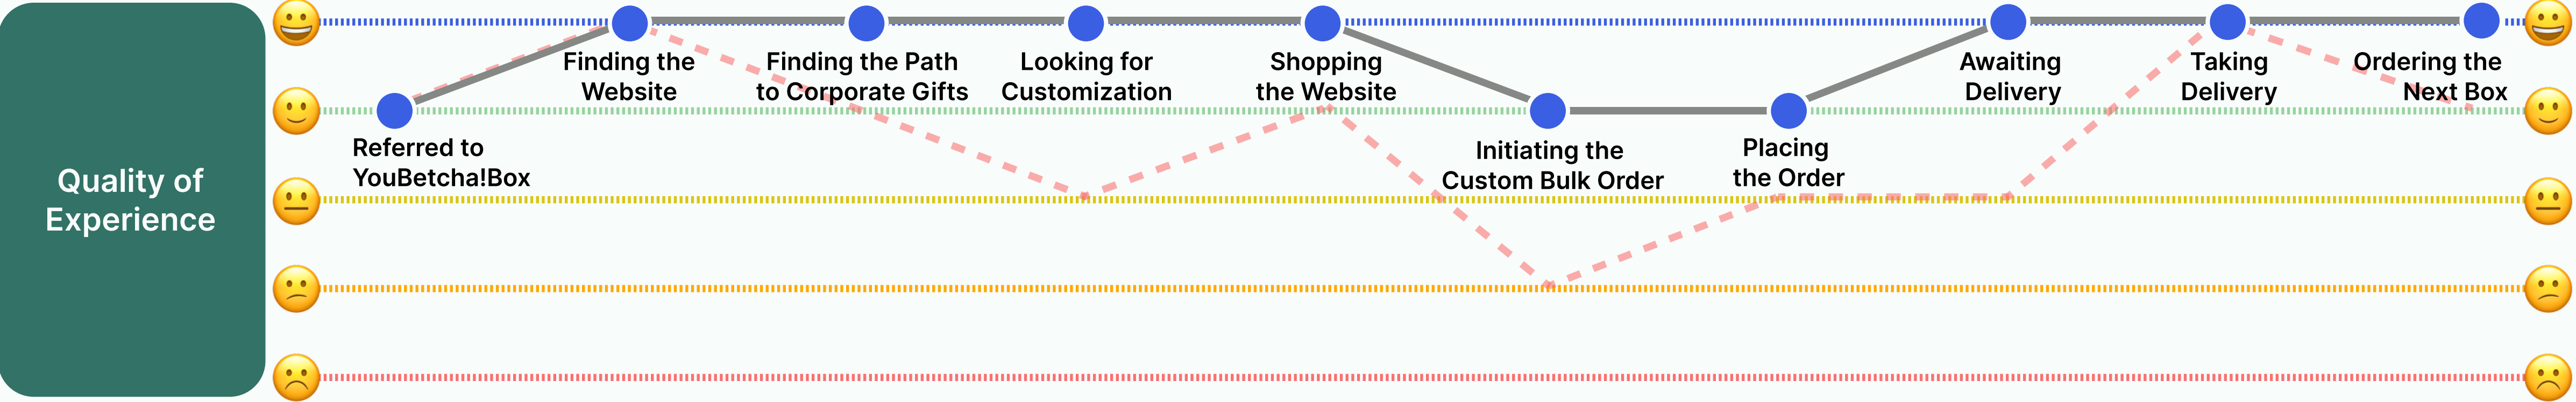 Quality of
Experience
Referred to
YouBetcha!Box
Finding the
Website
Finding the Path
to Corporate Gifts
Looking for
Customization
Shopping
the Website
Initiating the
Custom Bulk Order
Placing
the Order
Awaiting
Delivery
Taking
Delivery
Ordering the
Next Box